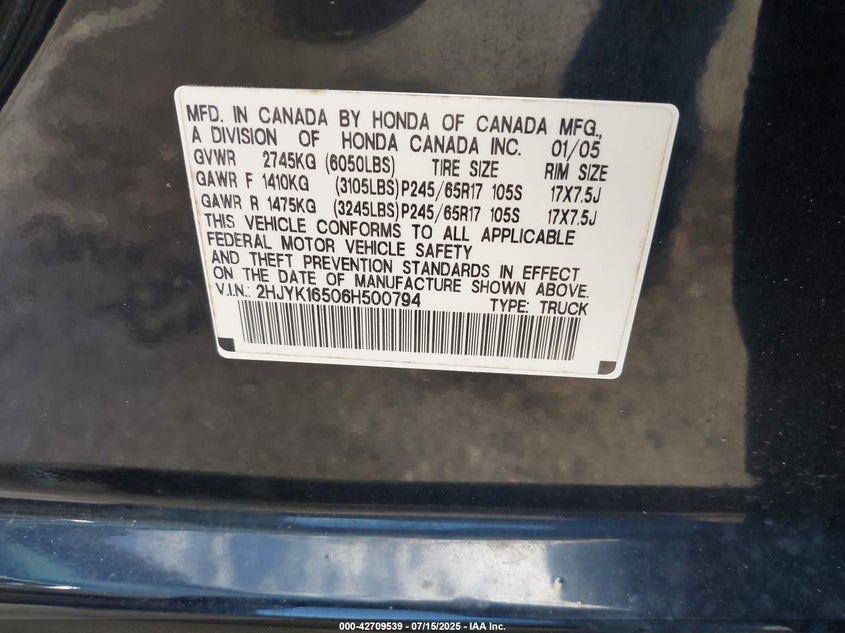 MFD. IN CANADA BY HONDA OF CANADA MFG.,
A DIVISION OF HONDA CANADA INC. 01/05
GVWR 2745KG (6050LBS) TIRE SIZE RIM SIZE
GAWR F 1410KG (3105LBS) P245/65R17 105S 17X7.5J
GAWR R 1475KG (3245LBS) P245/65R17 105S 17X7.5J
THIS VEHICLE CONFORMS TO ALL APPLICABLE
FEDERAL MOTOR VEHICLE SAFETY
AND THEFT PREVENTION STANDARDS IN EFFECT
ON THE DATE OF MANUFACTURE SHOWN ABOVE.
V.I.N.: 2HJYK16506H500794 TYPE: TRUCK
000-42709539 - 07/15/2025 - IAA Inc.